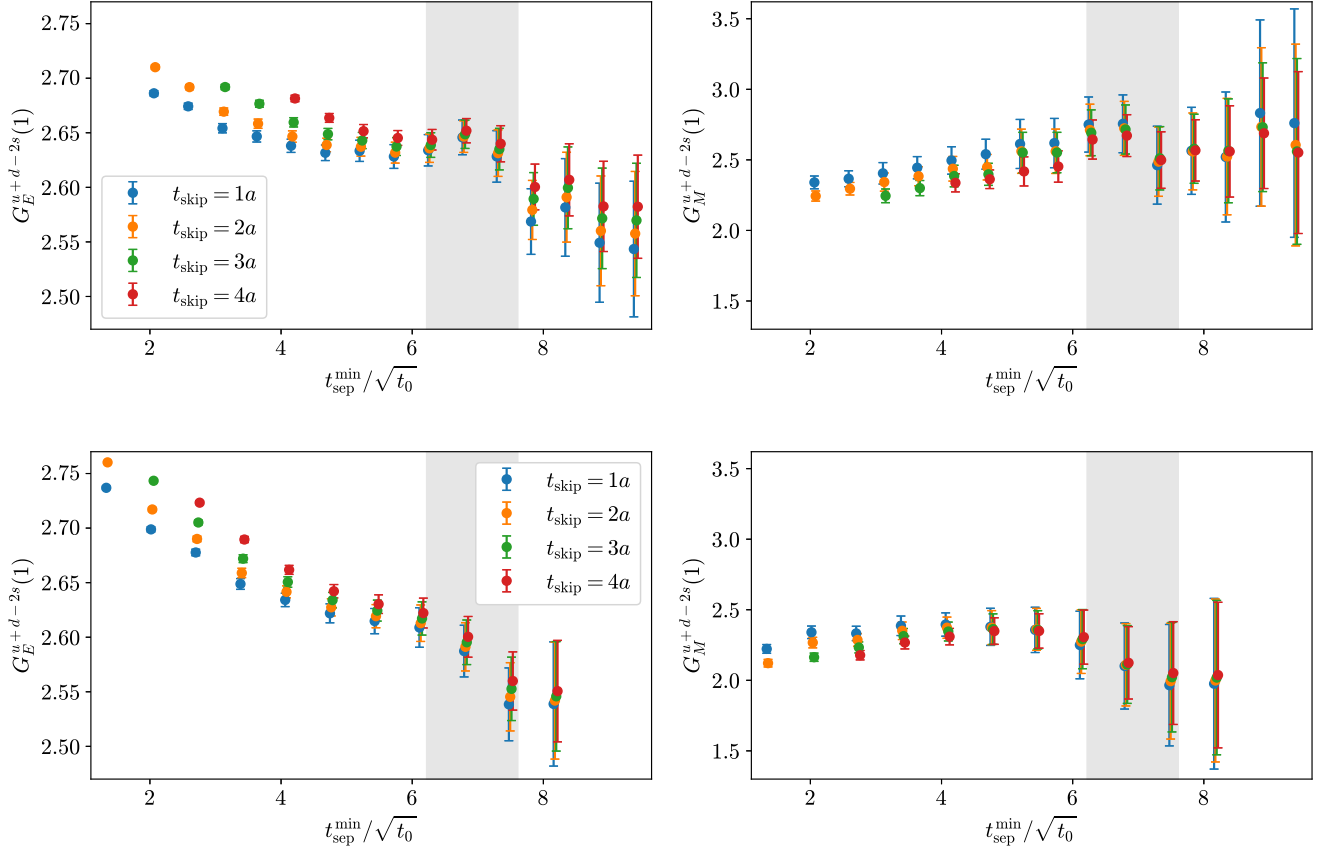 2.75
2.70
2.65
2.60
2.55
2.50
G_E^{u+d−2s}(1)
t_skip = 1a
t_skip = 2a
t_skip = 3a
t_skip = 4a
2 4 6 8
t_sep^min/√t_0
3.5
3.0
2.5
2.0
1.5
G_M^{u+d−2s}(1)
2 4 6 8
t_sep^min/√t_0
2.75
2.70
2.65
2.60
2.55
2.50
G_E^{u+d−2s}(1)
t_skip = 1a
t_skip = 2a
t_skip = 3a
t_skip = 4a
2 4 6 8
t_sep^min/√t_0
3.5
3.0
2.5
2.0
1.5
G_M^{u+d−2s}(1)
2 4 6 8
t_sep^min/√t_0